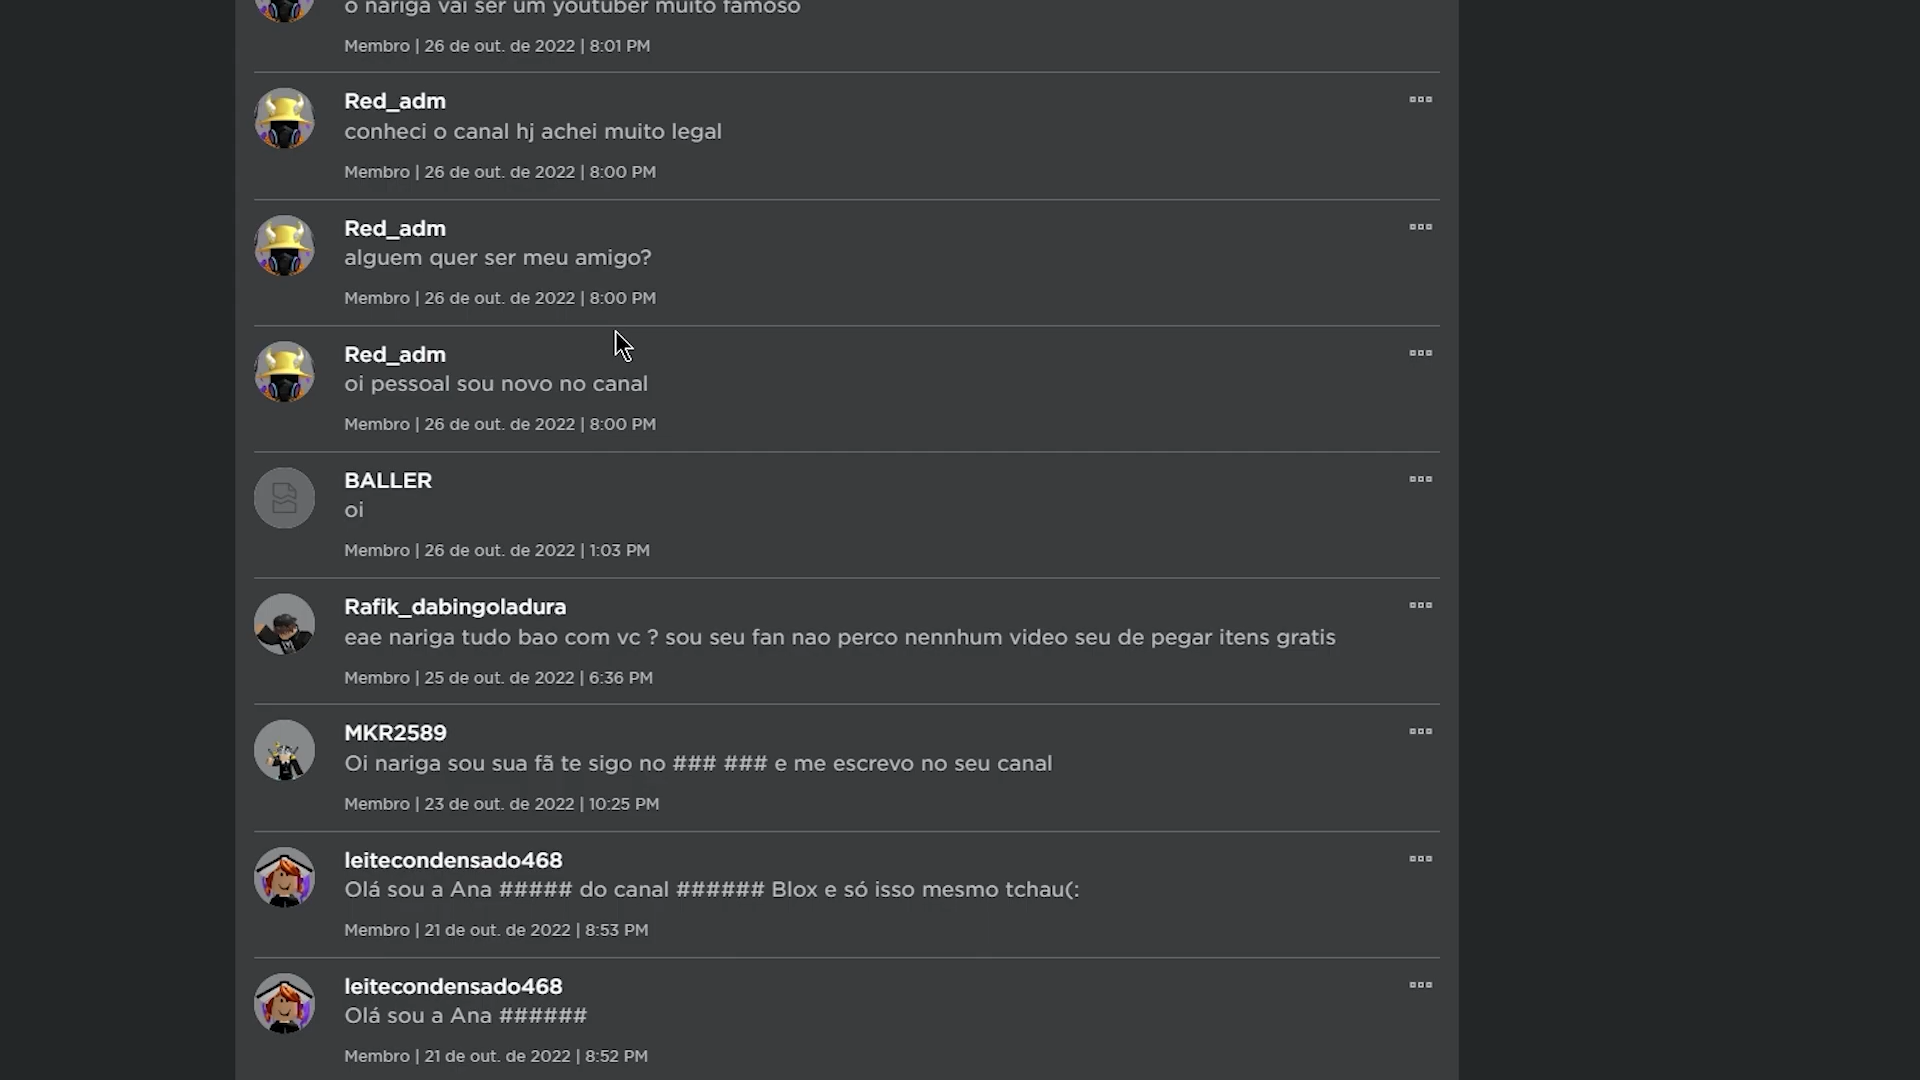 o nariga vai ser um youtuber muito famoso
Membro | 26 de out. de 2022 | 8:01 PM
Red_adm
conheci o canal hj achei muito legal
Membro | 26 de out. de 2022 | 8:00 PM
Red_adm
alguem quer ser meu amigo?
Membro | 26 de out. de 2022 | 8:00 PM
Red_adm
oi pessoal sou novo no canal
Membro | 26 de out. de 2022 | 8:00 PM
BALLER
oi
Membro | 26 de out. de 2022 | 1:03 PM
Rafik_dabingoladura
eae nariga tudo bao com vc ? sou seu fan nao perco nennhum video seu de pegar itens gratis
Membro | 25 de out. de 2022 | 6:36 PM
MKR2589
Oi nariga sou sua fã te sigo no ### ### e me escrevo no seu canal
Membro | 23 de out. de 2022 | 10:25 PM
leitecondensado468
Olá sou a Ana ##### do canal ###### Blox e só isso mesmo tchau(:
Membro | 21 de out. de 2022 | 8:53 PM
leitecondensado468
Olá sou a Ana ######
Membro | 21 de out. de 2022 | 8:52 PM